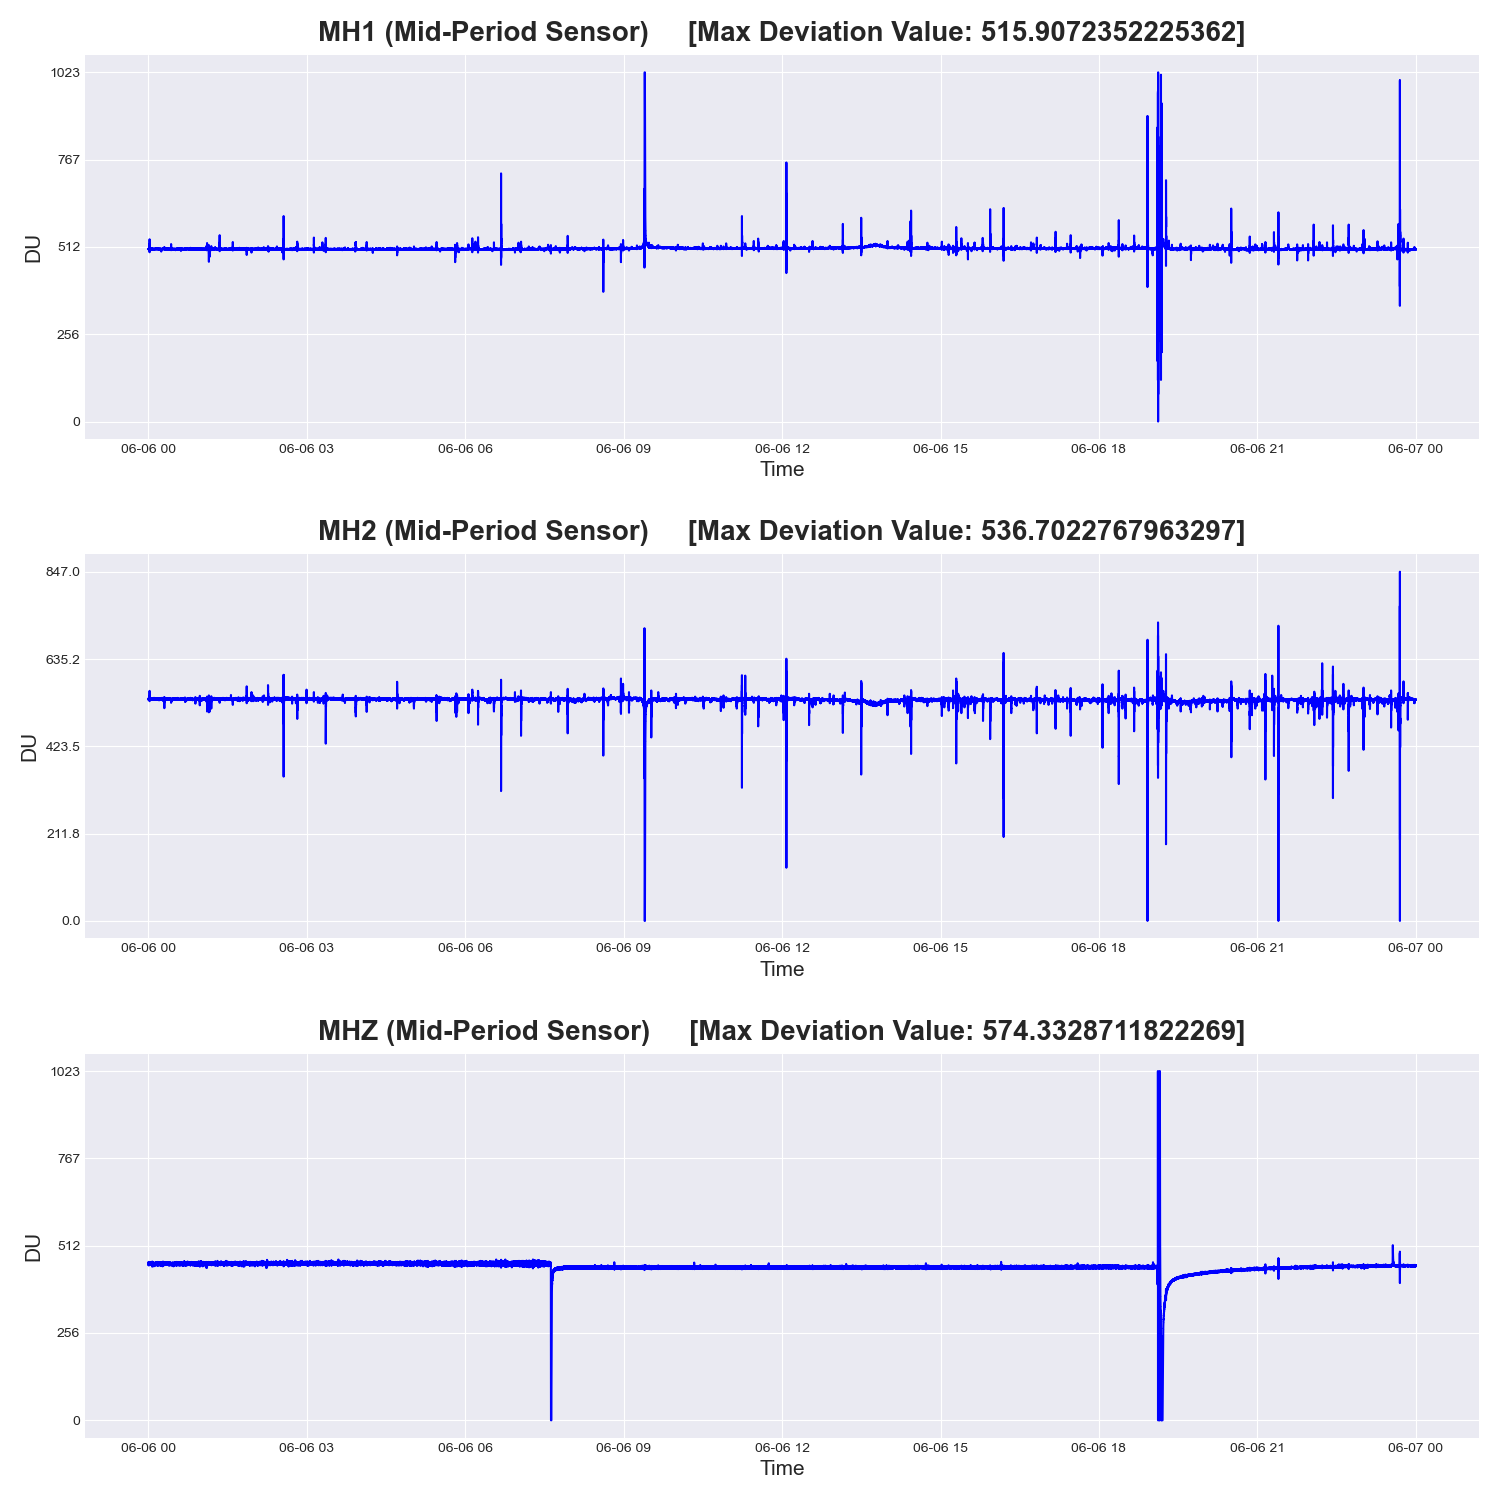 MH1 (Mid-Period Sensor) [Max Deviation Value: 515.9072352225362]
1023
767
512
256
0
DU
06-06 00 06-06 03 06-06 06 06-06 09 06-06 12 06-06 15 06-06 18 06-06 21 06-07 00
Time
MH2 (Mid-Period Sensor) [Max Deviation Value: 536.7022767963297]
847.0
635.2
423.5
211.8
0.0
DU
06-06 00 06-06 03 06-06 06 06-06 09 06-06 12 06-06 15 06-06 18 06-06 21 06-07 00
Time
MHZ (Mid-Period Sensor) [Max Deviation Value: 574.3328711822269]
1023
767
512
256
0
DU
06-06 00 06-06 03 06-06 06 06-06 09 06-06 12 06-06 15 06-06 18 06-06 21 06-07 00
Time